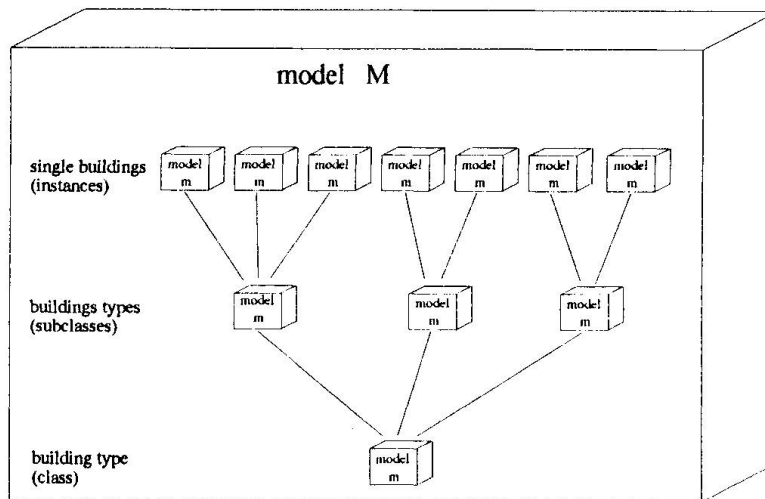 model M
single buildings
(instances)
model
m
model
m
model
m
model
m
model
m
model
m
model
m
buildings types
(subclasses)
model
m
model
m
model
m
building type
(class)
model
m